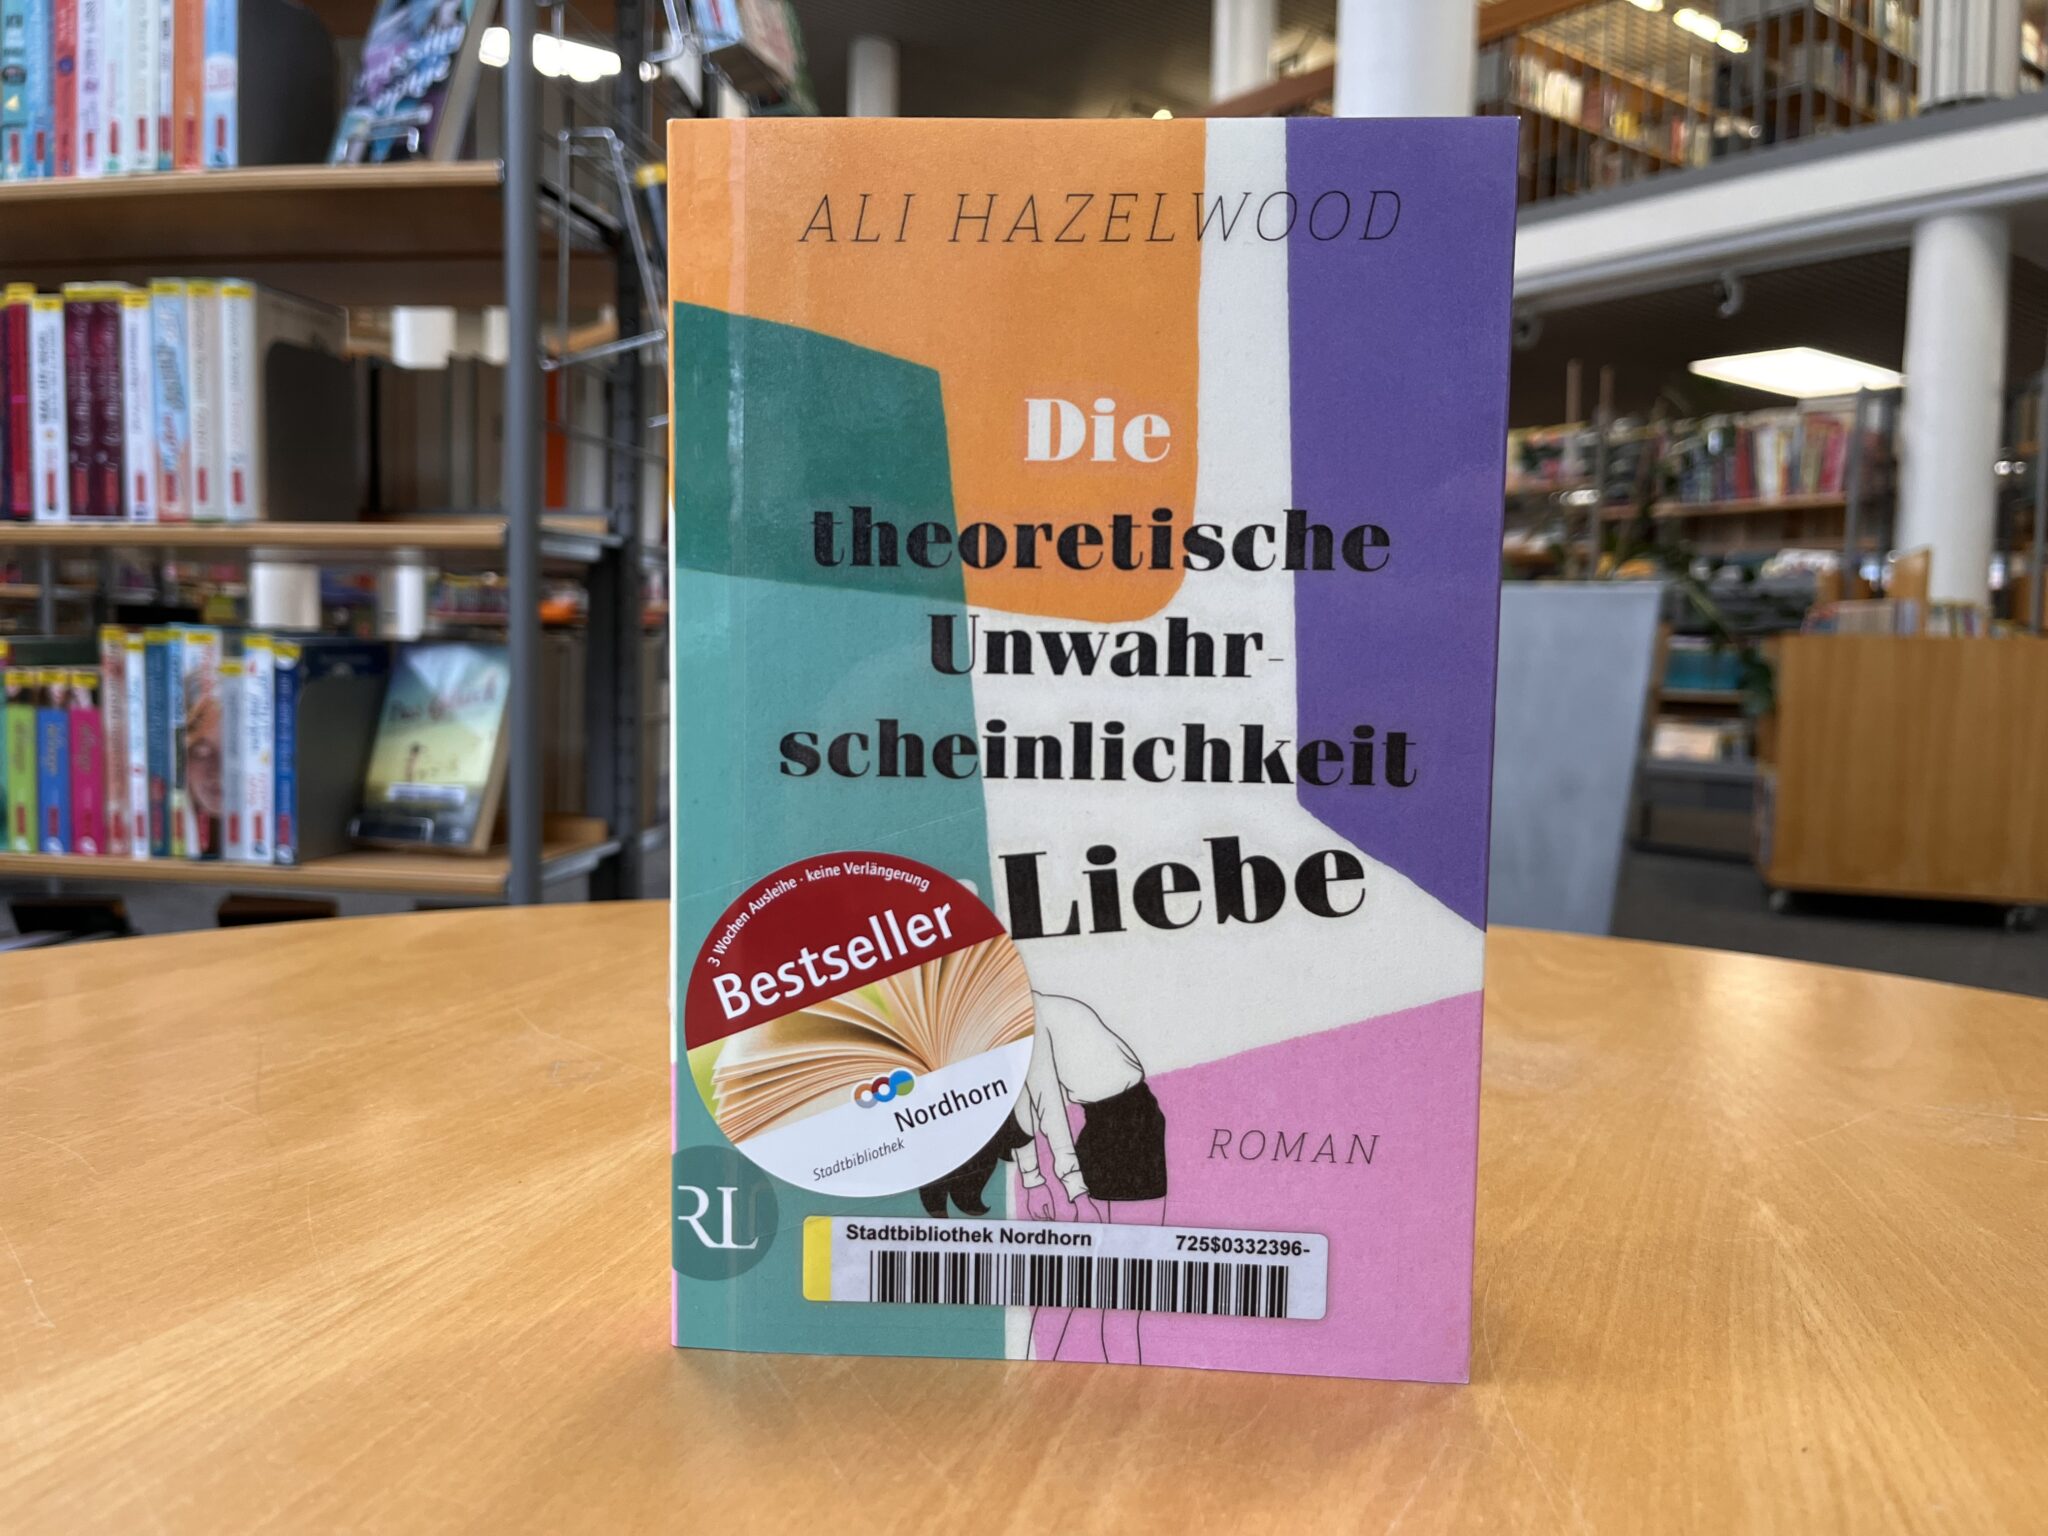 ALI HAZELWOOD
Die
theoretische
Unwahr-
scheinlichkeit
Liebe
3 Wochen Ausleihe · keine Verlängerung
Bestseller
Nordhorn
Stadtbibliothek
ROMAN
RL
Stadtbibliothek Nordhorn 725$0332396-